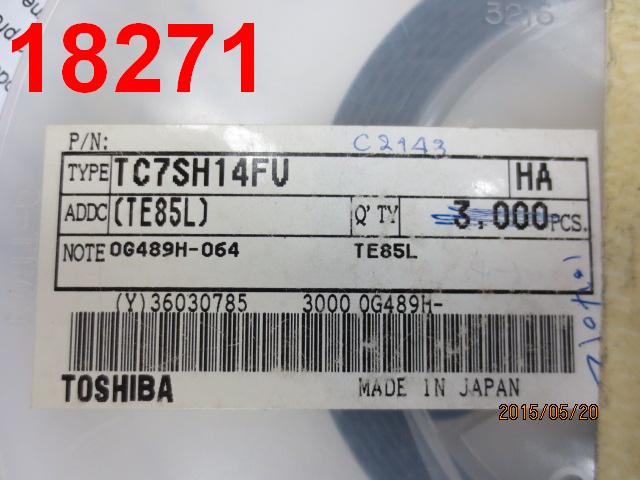 18271
3216
P/N: C2143
TYPE TC7SH14FU HA
ADDC (TE85L) Q'TY 3.000 PCS.
NOTE 0G489H-064 TE85L
(Y)36030785 3000 0G489H-
TOSHIBA MADE IN JAPAN
2015/05/20